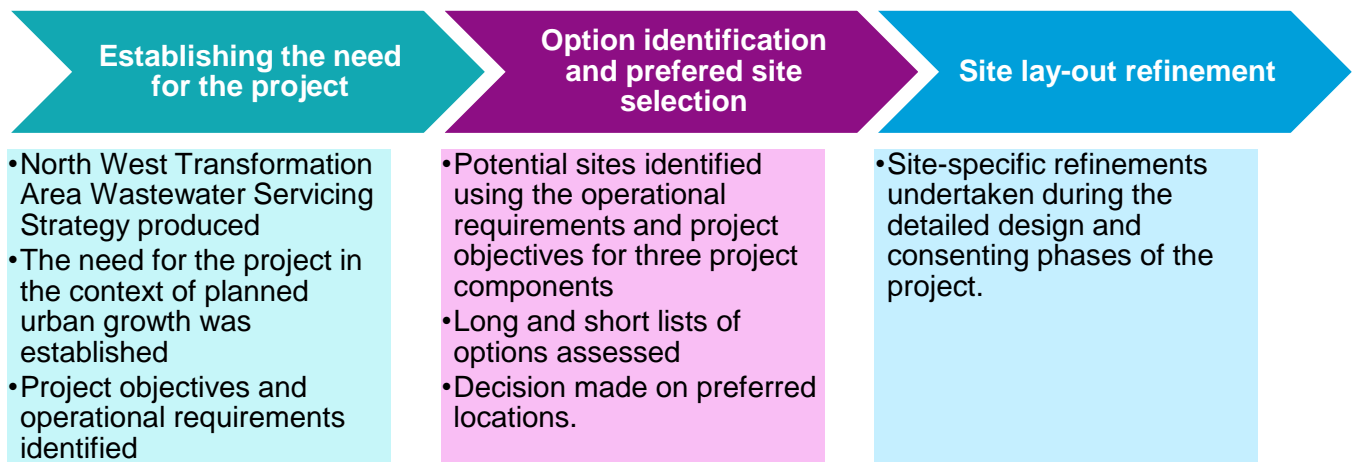 Establishing the need
for the project
•North West Transformation
Area Wastewater Servicing
Strategy produced
•The need for the project in
the context of planned
urban growth was
established
•Project objectives and
operational requirements
identified
Option identification
and prefered site
selection
•Potential sites identified
using the operational
requirements and project
objectives for three project
components
•Long and short lists of
options assessed
•Decision made on preferred
locations.
Site lay-out refinement
•Site-specific refinements
undertaken during the
detailed design and
consenting phases of the
project.